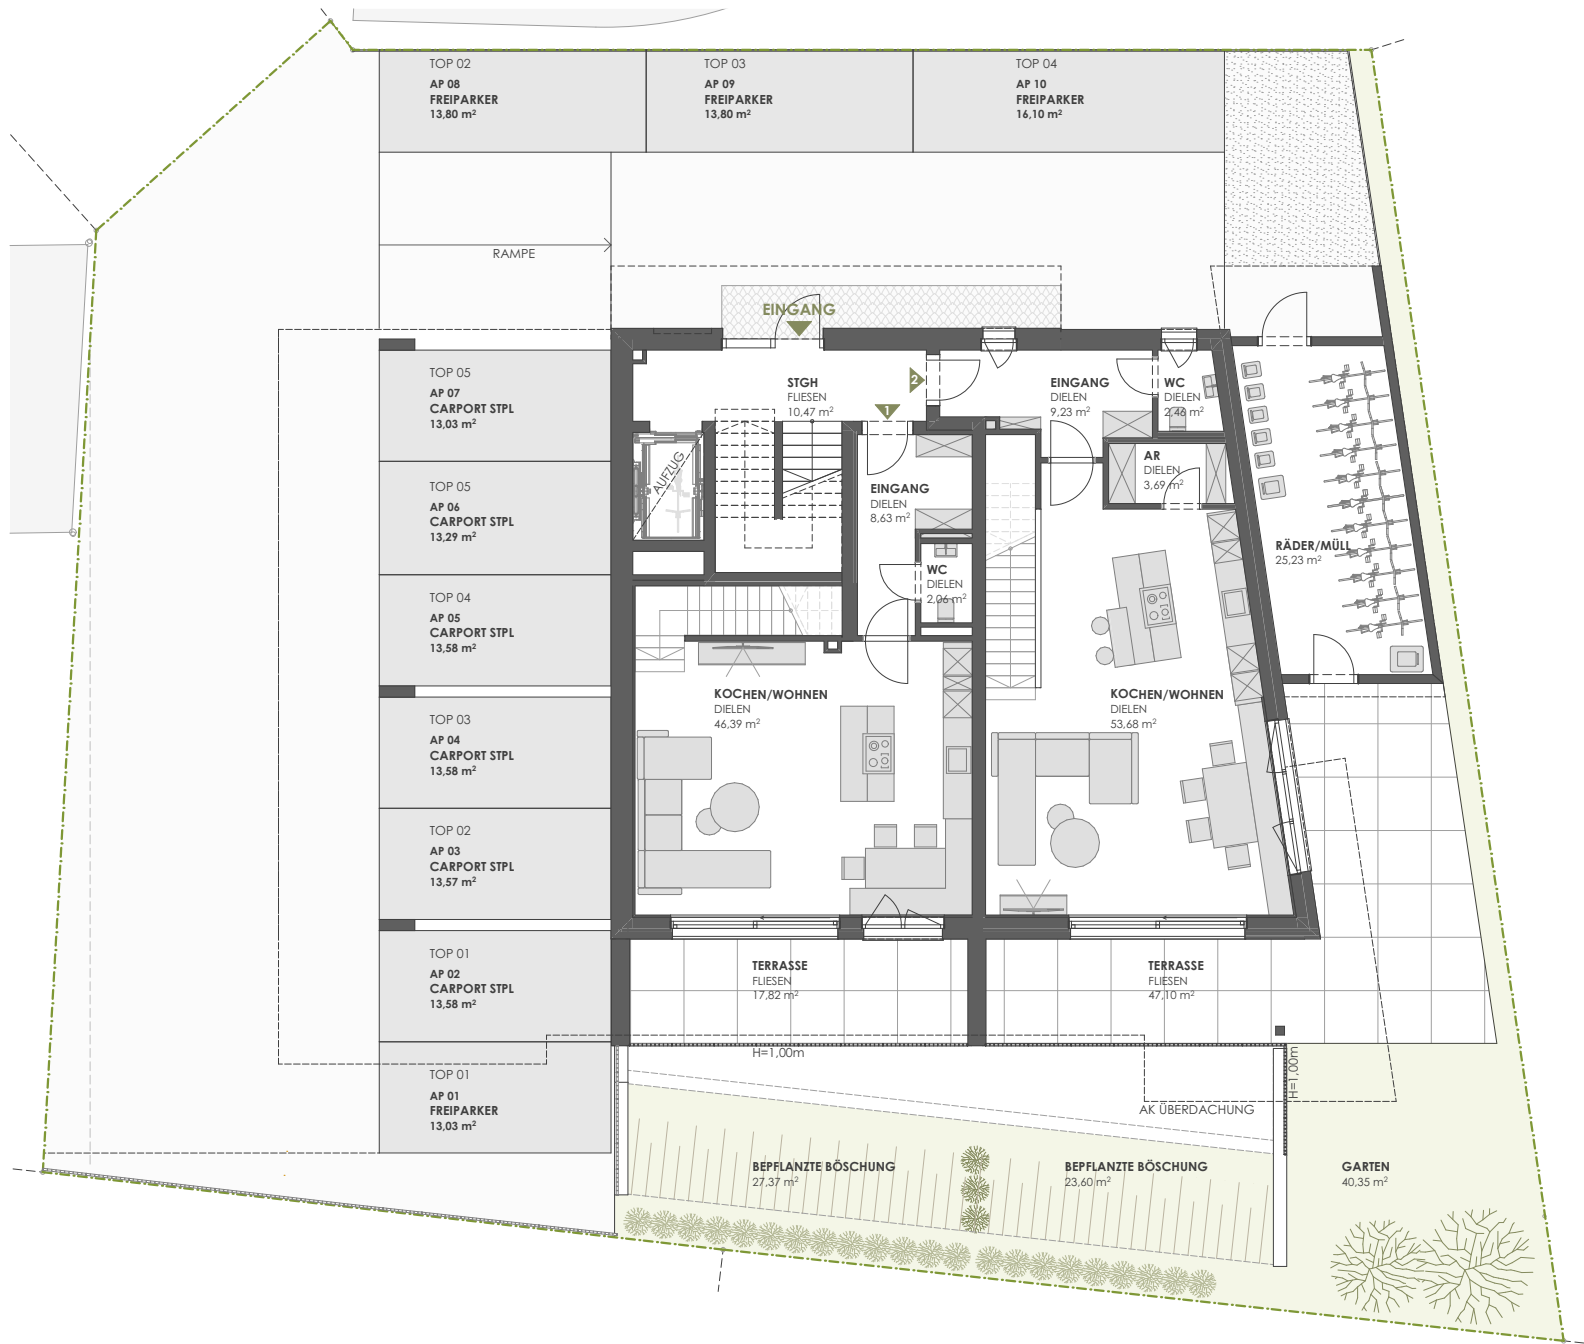 TOP 02
AP 08
FREIPARKER
13,80 m²
TOP 03
AP 09
FREIPARKER
13,80 m²
TOP 04
AP 10
FREIPARKER
16,10 m²
RAMPE
EINGANG
TOP 05
AP 07
CARPORT STPL
13,03 m²
STGH
FLIESEN
10,47 m²
2
1
EINGANG
DIELEN
9,23 m²
WC
DIELEN
2,46 m²
AUFZUG
AR
DIELEN
3,69 m²
EINGANG
DIELEN
8,63 m²
TOP 05
AP 06
CARPORT STPL
13,29 m²
RÄDER/MÜLL
25,23 m²
WC
DIELEN
2,06 m²
TOP 04
AP 05
CARPORT STPL
13,58 m²
KOCHEN/WOHNEN
DIELEN
46,39 m²
KOCHEN/WOHNEN
DIELEN
53,68 m²
TOP 03
AP 04
CARPORT STPL
13,58 m²
TOP 02
AP 03
CARPORT STPL
13,57 m²
TOP 01
AP 02
CARPORT STPL
13,58 m²
TERRASSE
FLIESEN
17,82 m²
TERRASSE
FLIESEN
47,10 m²
H=1,00m
H=1,00m
TOP 01
AP 01
FREIPARKER
13,03 m²
AK ÜBERDACHUNG
BEPFLANZTE BÖSCHUNG
27,37 m²
BEPFLANZTE BÖSCHUNG
23,60 m²
GARTEN
40,35 m²